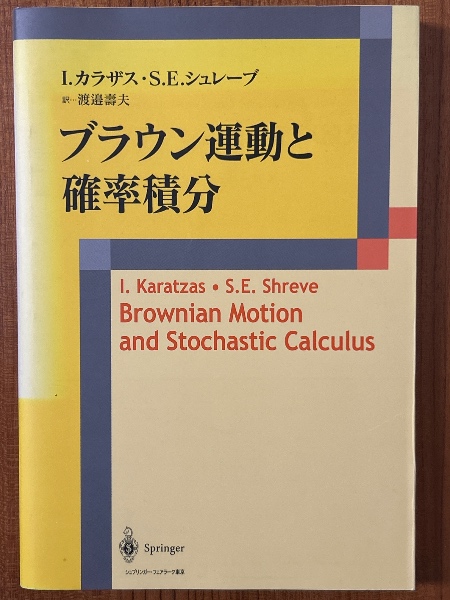 I.カラザス・S.E.シュレーブ
訳…渡邉壽夫
ブラウン運動と
確率積分
I. Karatzas • S.E. Shreve
Brownian Motion
and Stochastic Calculus
Springer
シュプリンガー・フェアラーク東京